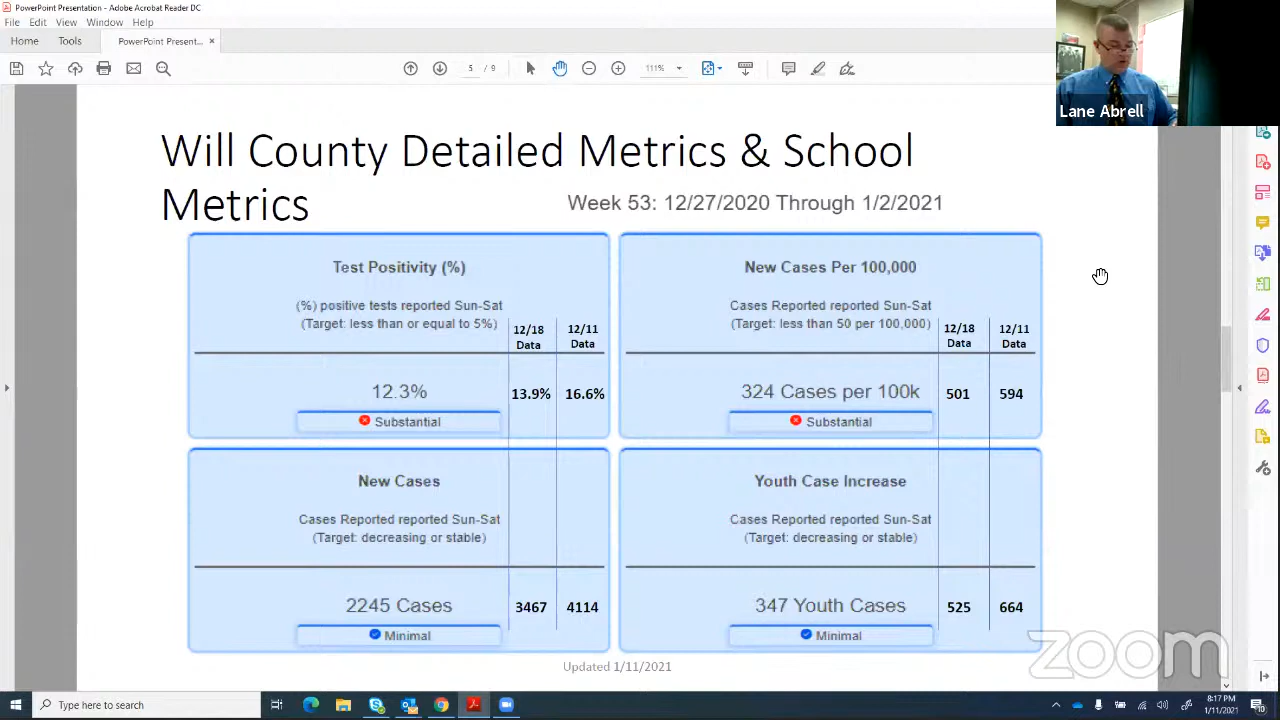 PowerPoint Presentation - Adobe Acrobat Reader DC
File Edit View Window Help
Home Tools PowerPoint Present... ×
5 / 9 111%
Lane Abrell
Will County Detailed Metrics & School
Metrics
Week 53: 12/27/2020 Through 1/2/2021
Test Positivity (%)
(%) positive tests reported Sun-Sat
(Target: less than or equal to 5%)
12/18 Data
12/11 Data
12.3% 13.9% 16.6%
Substantial
New Cases Per 100,000
Cases Reported reported Sun-Sat
(Target: less than 50 per 100,000)
12/18 Data
12/11 Data
324 Cases per 100k 501 594
Substantial
New Cases
Cases Reported reported Sun-Sat
(Target: decreasing or stable)
2245 Cases 3467 4114
Minimal
Youth Case Increase
Cases Reported reported Sun-Sat
(Target: decreasing or stable)
347 Youth Cases 525 664
Minimal
Updated 1/11/2021
zoom
Type here to search
8:17 PM
1/11/2021